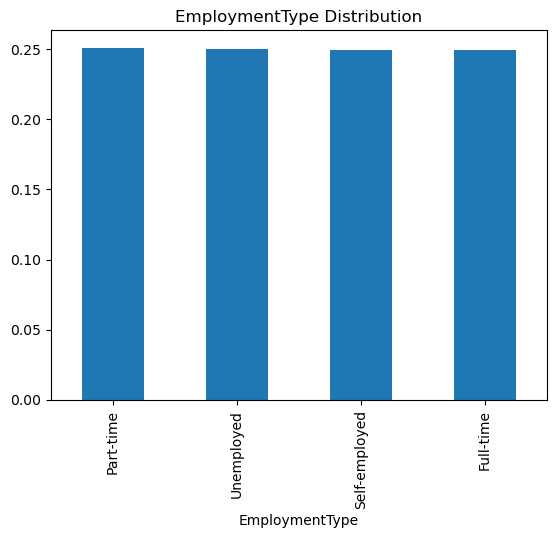 EmploymentType Distribution
0.25
0.20
0.15
0.10
0.05
0.00
Part-time
Unemployed
Self-employed
Full-time
EmploymentType